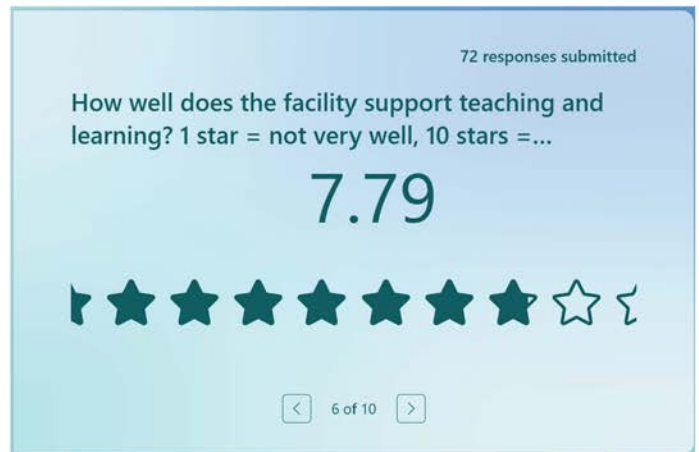 72 responses submitted
How well does the facility support teaching and
learning? 1 star = not very well, 10 stars =...
7.79
6 of 10